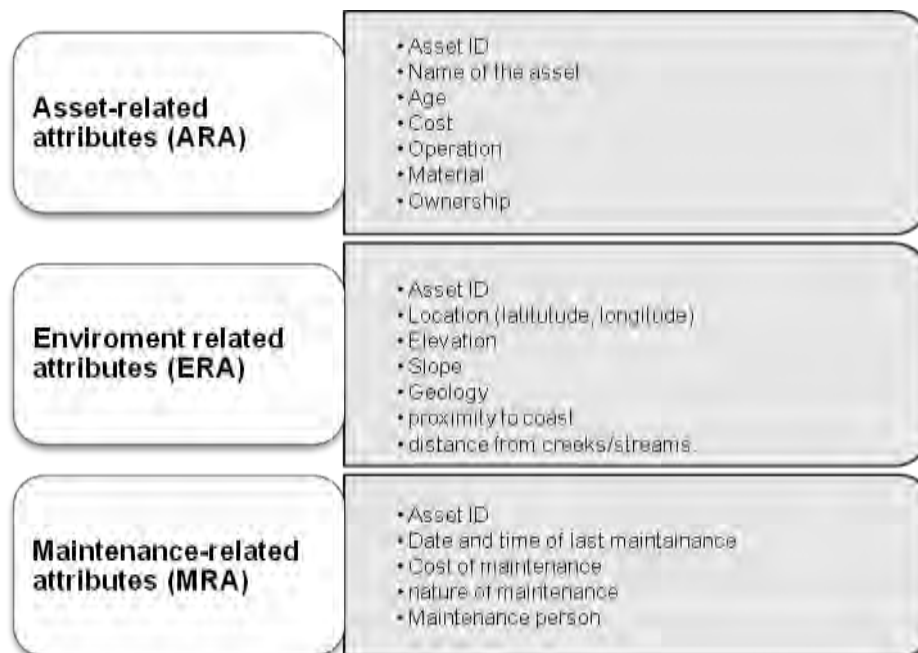 Asset-related
attributes (ARA)
• Asset ID
• Name of the asset
• Age
• Cost
• Operation
• Material
• Ownership
Enviroment related
attributes (ERA)
• Asset ID
• Location (latitutude, longitude)
• Elevation
• Slope
• Geology
• proximity to coast
• distance from creeks/streams.
Maintenance-related
attributes (MRA)
• Asset ID
• Date and time of last maintainance
• Cost of maintenance
• nature of maintenance
• Maintenance person